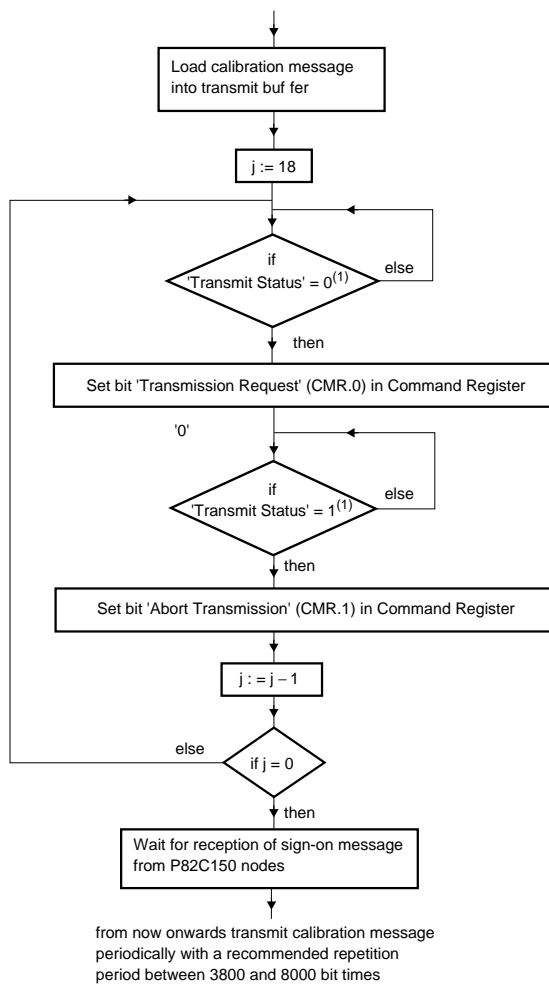 Load calibration message
into transmit buf fer
j := 18
if
'Transmit Status' = 0(1)
else
then
Set bit 'Transmission Request' (CMR.0) in Command Register
'0'
if
'Transmit Status' = 1(1)
else
then
Set bit 'Abort Transmission' (CMR.1) in Command Register
j : = j – 1
else
if j = 0
then
Wait for reception of sign-on message
from P82C150 nodes
from now onwards transmit calibration message
periodically with a recommended repetition
period between 3800 and 8000 bit times